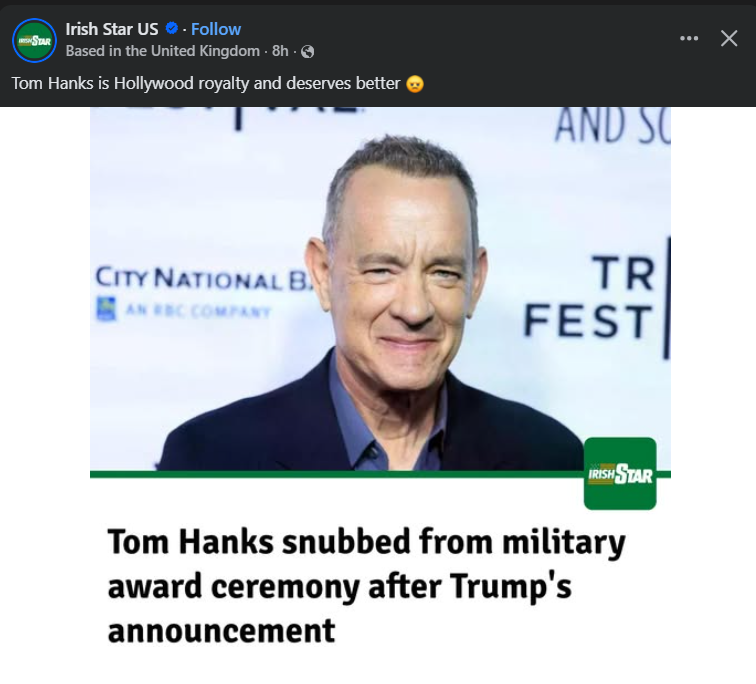 Irish Star US · Follow
Based in the United Kingdom · 8h ·
Tom Hanks is Hollywood royalty and deserves better 😠
AND SO
CITY NATIONAL B
AN RBC COMPANY
TR
FEST
IRISH STAR
Tom Hanks snubbed from military
award ceremony after Trump's
announcement